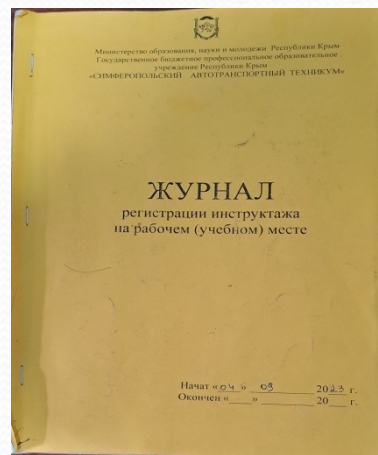 Министерство образования, науки и молодежи Республики Крым
Государственное бюджетное профессиональное образовательное
учреждение Республики Крым
«СИМФЕРОПОЛЬСКИЙ АВТОТРАНСПОРТНЫЙ ТЕХНИКУМ»
ЖУРНАЛ
регистрации инструктажа
на рабочем (учебном) месте
Начат «04» 09 2023 г.
Окончен «___» ________ 20___ г.